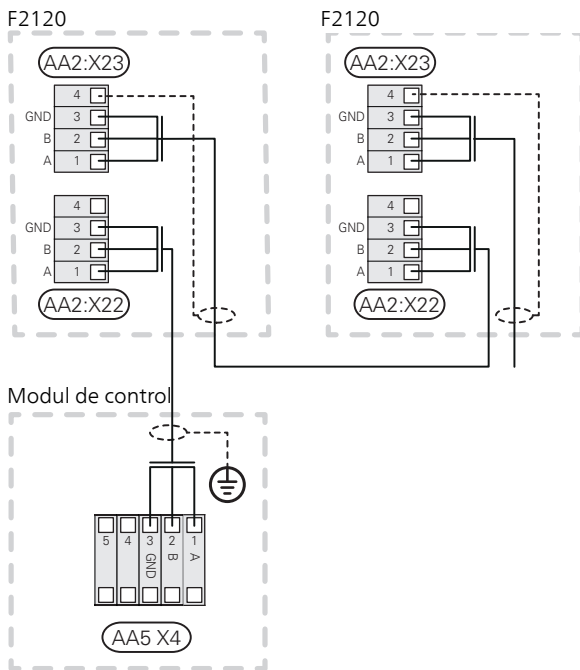 F2120
AA2:X23
4
GND 3
B 2
A 1
4
GND 3
B 2
A 1
AA2:X22
F2120
AA2:X23
4
GND 3
B 2
A 1
4
GND 3
B 2
A 1
AA2:X22
Modul de control
5 4 3 2 1
GND B A
AA5 X4